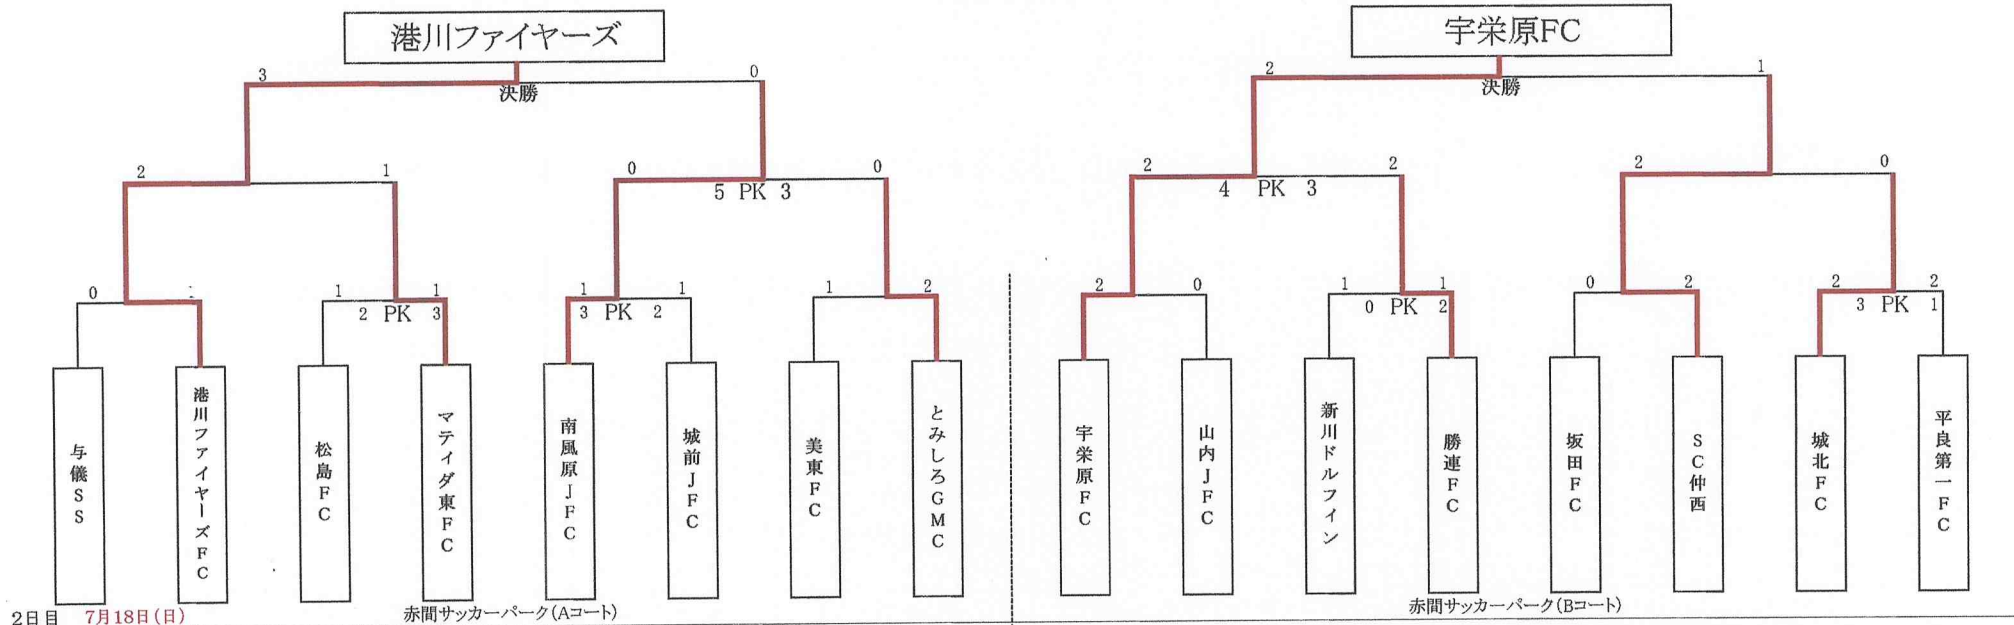 港川ファイヤーズ
宇栄原FC
3 0
決勝
2 1
決勝
2 1 0 0
5 PK 3
2 2 2 0
4 PK 3
0 1 1 1 1 1 1 2
2 PK 3 3 PK 2
2 0 1 1 0 2 2 2
0 PK 2 3 PK 1
与儀SS
港川ファイヤーズFC
松島FC
マティダ東FC
南風原JFC
城前JFC
美東FC
とみしろGMC
宇栄原FC
山内JFC
新川ドルフィン
勝連FC
坂田FC
SC仲西
城北FC
平良第一FC
2日目 7月18日(日) 赤間サッカーパーク(Aコート) 赤間サッカーパーク(Bコート)